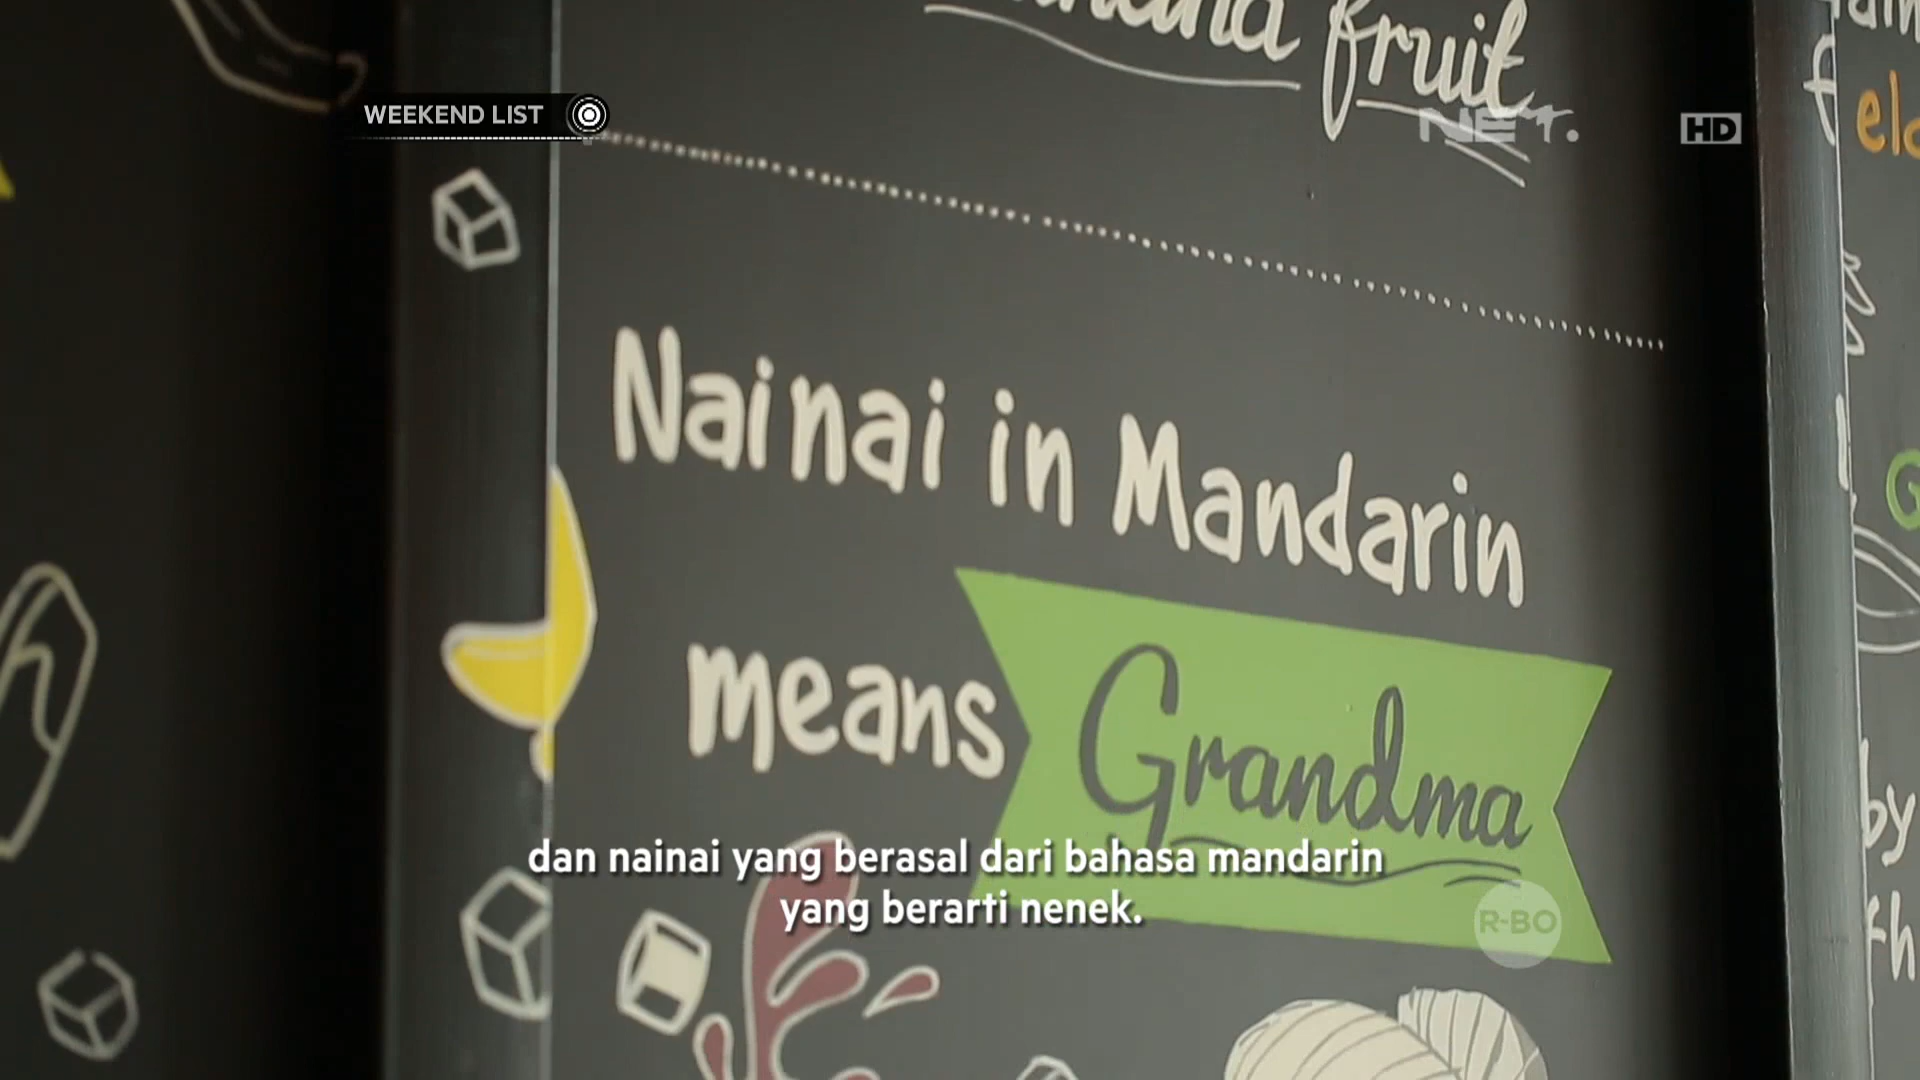 fruit
WEEKEND LIST
NET.
HD
Nainai in Mandarin
means Grandma
dan nainai yang berasal dari bahasa mandarin
yang berarti nenek.
R-BO
by